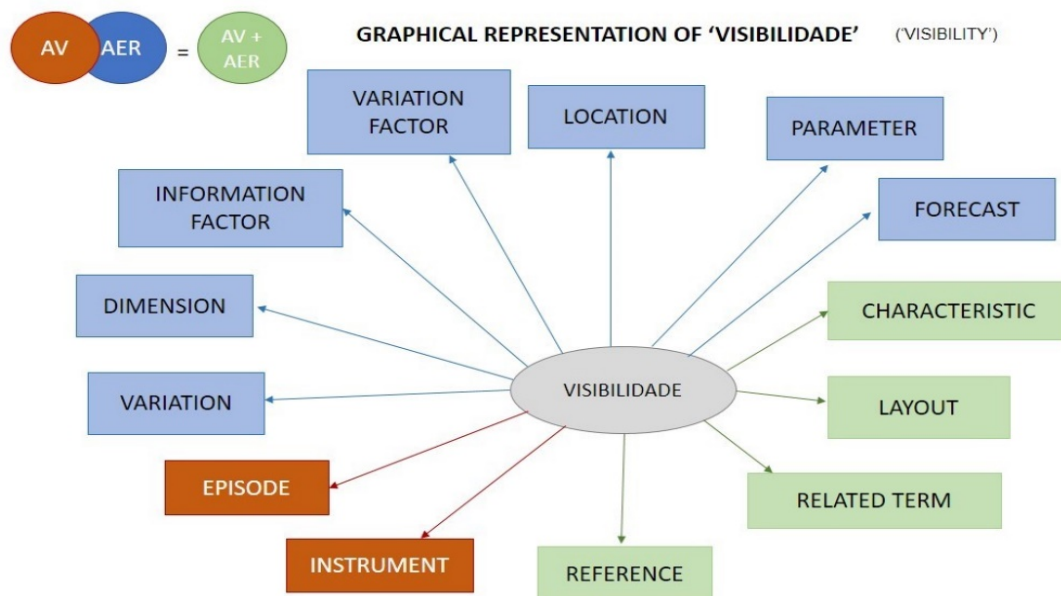 AV
AER
=
AV +
AER
GRAPHICAL REPRESENTATION OF ‘VISIBILIDADE’
(‘VISIBILITY’)
VARIATION
FACTOR
LOCATION
PARAMETER
INFORMATION
FACTOR
FORECAST
DIMENSION
CHARACTERISTIC
VARIATION
VISIBILIDADE
LAYOUT
EPISODE
RELATED TERM
INSTRUMENT
REFERENCE